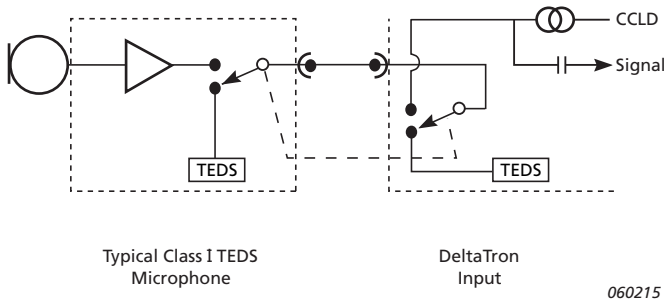 CCLD
Signal
TEDS
TEDS
Typical Class I TEDS
Microphone
DeltaTron
Input
060215